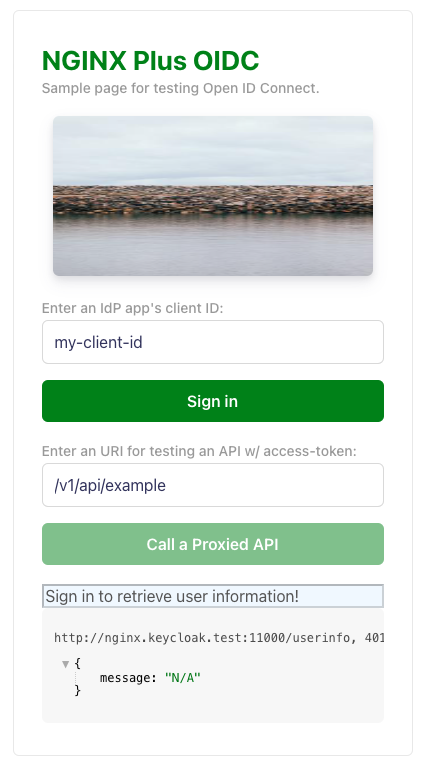 NGINX Plus OIDC
Sample page for testing Open ID Connect.
Enter an IdP app's client ID:
my-client-id
Sign in
Enter an URI for testing an API w/ access-token:
/v1/api/example
Call a Proxied API
Sign in to retrieve user information!
http://nginx.keycloak.test:11000/userinfo, 401
{
message: "N/A"
}